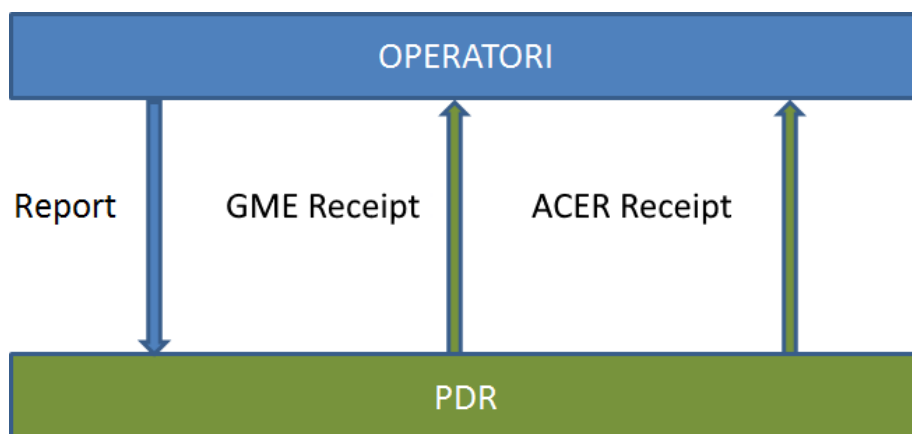 OPERATORI
Report
GME Receipt
ACER Receipt
PDR